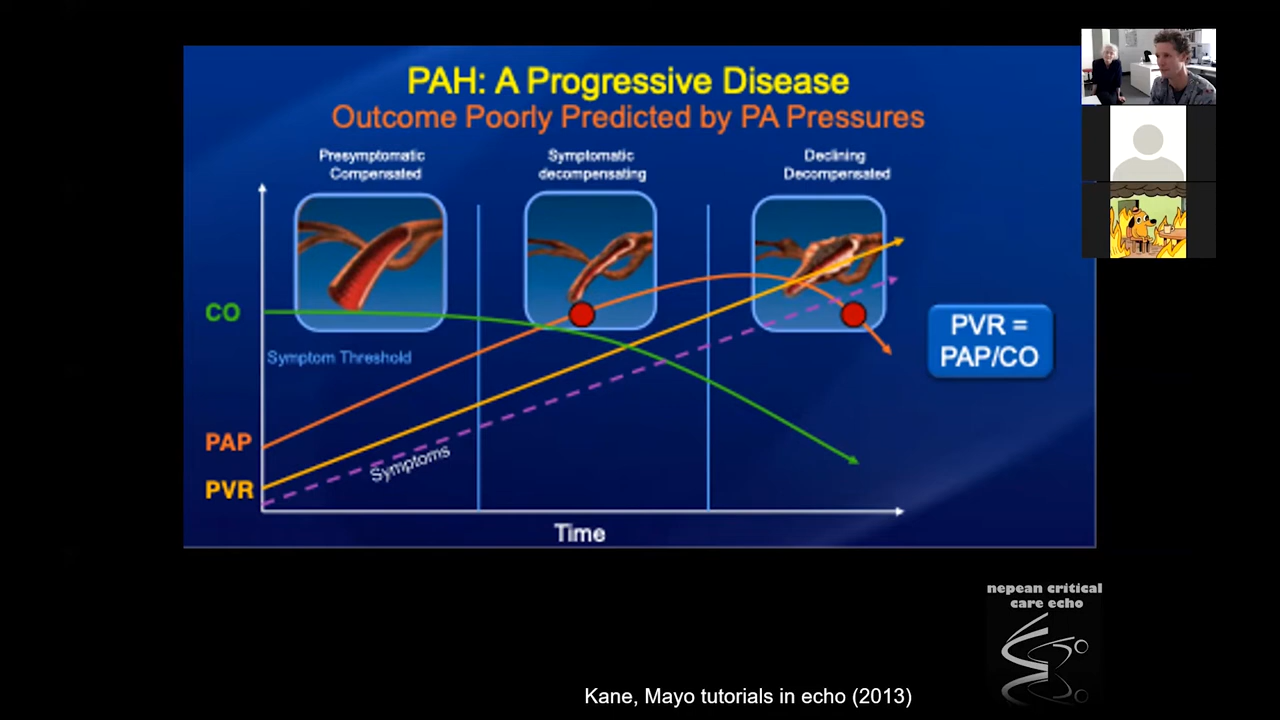 PAH: A Progressive Disease
Outcome Poorly Predicted by PA Pressures
Presymptomatic
Compensated
Symptomatic
decompensating
Declining
Decompensated
CO
Symptom Threshold
PVR =
PAP/CO
PAP
Symptoms
PVR
Time
nepean critical
care echo
Kane, Mayo tutorials in echo (2013)